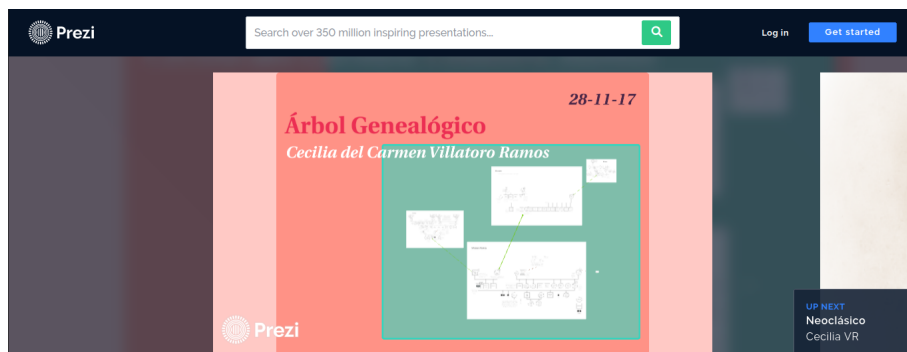 Prezi
Search over 350 million inspiring presentations...
Log in
Get started
28-11-17
Árbol Genealógico
Cecilia del Carmen Villatoro Ramos
Prezi
UP NEXT
Neoclásico
Cecilia VR